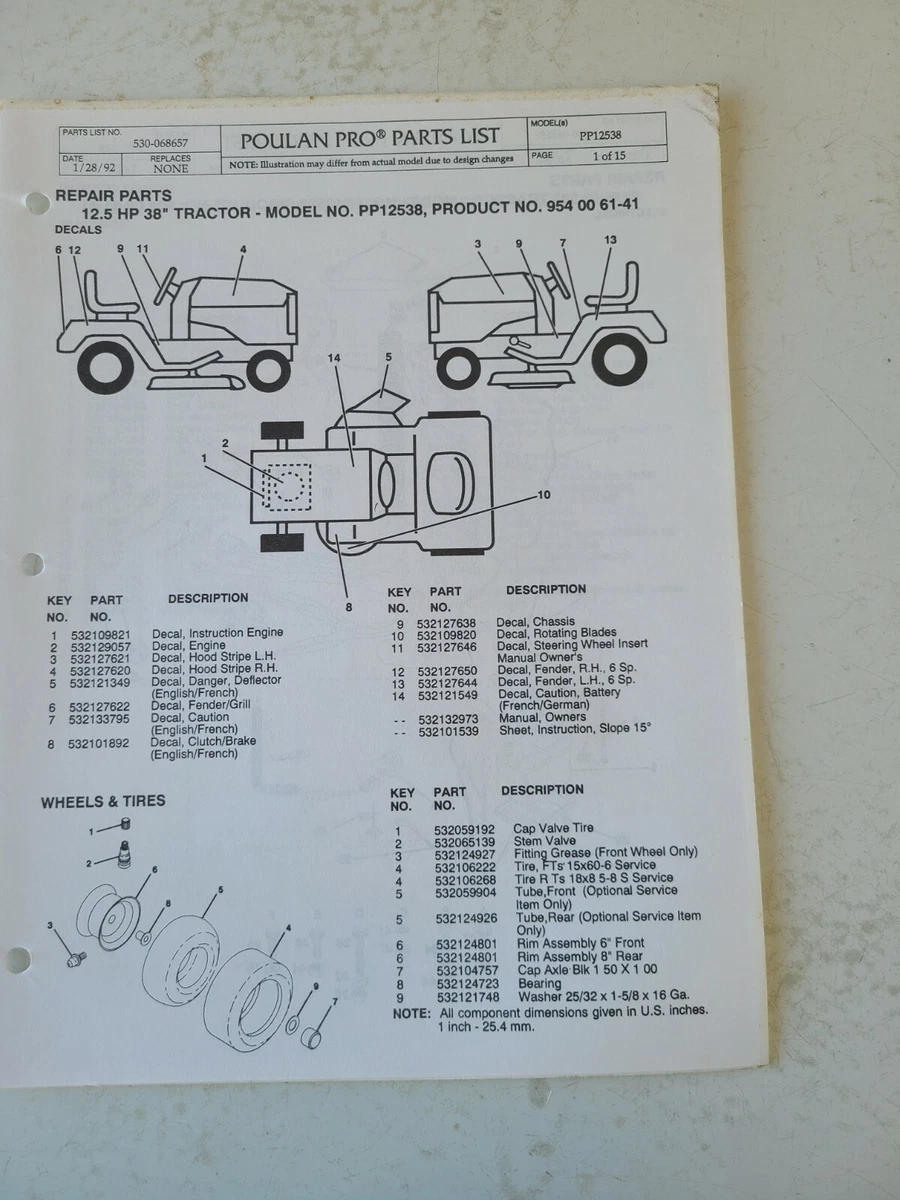 PARTS LIST NO.
530-068657
DATE
1/28/92
REPLACES
NONE
POULAN PRO® PARTS LIST
NOTE: Illustration may differ from actual model due to design changes
MODEL(s)
PP12538
PAGE 1 of 15
REPAIR PARTS
12.5 HP 38" TRACTOR - MODEL NO. PP12538, PRODUCT NO. 954 00 61-41
DECALS
6 12 9 11 4
3 9 7 13
14 5
2
1
10
8
KEY NO. PART NO. DESCRIPTION
1 532109821 Decal, Instruction Engine
2 532129057 Decal, Engine
3 532127621 Decal, Hood Stripe L.H.
4 532127620 Decal, Hood Stripe R.H.
5 532121349 Decal, Danger, Deflector
(English/French)
6 532127622 Decal, Fender/Grill
7 532133795 Decal, Caution
(English/French)
8 532101892 Decal, Clutch/Brake
(English/French)
KEY NO. PART NO. DESCRIPTION
9 532127638 Decal, Chassis
10 532109820 Decal, Rotating Blades
11 532127646 Decal, Steering Wheel Insert
Manual Owner's
12 532127650 Decal, Fender, R.H., 6 Sp.
13 532127644 Decal, Fender, L.H., 6 Sp.
14 532121549 Decal, Caution, Battery
(French/German)
- - 532132973 Manual, Owners
- - 532101539 Sheet, Instruction, Slope 15°
WHEELS & TIRES
1
2
6
5
8
3
4
9
7
KEY NO. PART NO. DESCRIPTION
1 532059192 Cap Valve Tire
2 532065139 Stem Valve
3 532124927 Fitting Grease (Front Wheel Only)
4 532106222 Tire, FTs 15x60-6 Service
4 532106268 Tire R Ts 18x8 5-8 S Service
5 532059904 Tube,Front (Optional Service
Item Only)
5 532124926 Tube,Rear (Optional Service Item
Only)
6 532124801 Rim Assembly 6" Front
6 532124801 Rim Assembly 8" Rear
7 532104757 Cap Axle Blk 1 50 X 1 00
8 532124723 Bearing
9 532121748 Washer 25/32 x 1-5/8 x 16 Ga.
NOTE: All component dimensions given in U.S. inches.
1 inch - 25.4 mm.